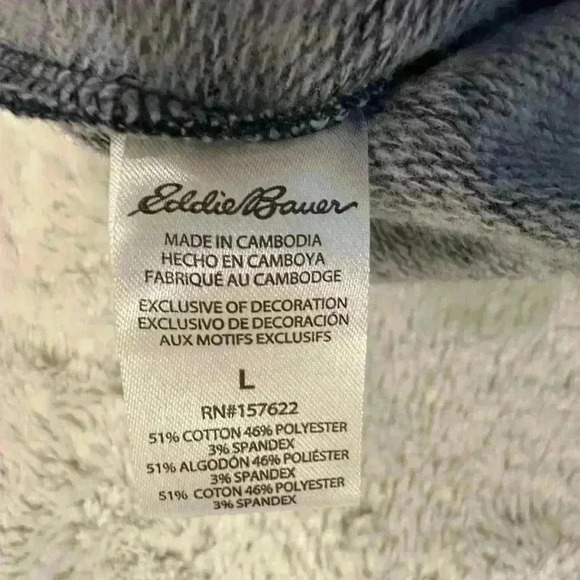 Eddie Bauer
MADE IN CAMBODIA
HECHO EN CAMBOYA
FABRIQUÉ AU CAMBODGE
EXCLUSIVE OF DECORATION
EXCLUSIVO DE DECORACIÓN
AUX MOTIFS EXCLUSIFS
L
RN#157622
51% COTTON 46% POLYESTER
3% SPANDEX
51% ALGODÓN 46% POLIÉSTER
3% SPANDEX
51% COTON 46% POLYESTER
3% SPANDEX